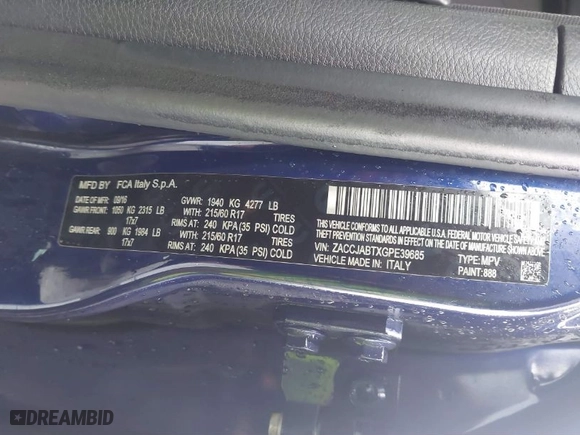 MFD BY FCA Italy S.p.A.
DATE OF MFR: 09/16 GVWR: 1940 KG 4277 LB
GAWR FRONT: 1050 KG 2315 LB WITH: 215/60 R17 TIRES
17x7 RIMS AT: 240 KPA(35 PSI) COLD
GAWR REAR: 900 KG 1984 LB WITH: 215/60 R17 TIRES
17x7 RIMS AT: 240 KPA(35 PSI) COLD
THIS VEHICLE CONFORMS TO ALL APPLICABLE U.S.A. FEDERAL MOTOR VEHICLE SAFETY, BUMPER, AND
THEFT PREVENTION STANDARDS IN EFFECT ON THE DATE OF MANUFACTURE SHOWN ABOVE.
VIN: ZACCJABTXGPE39685 TYPE: MPV
VEHICLE MADE IN: ITALY PAINT: 888
DREAMBID